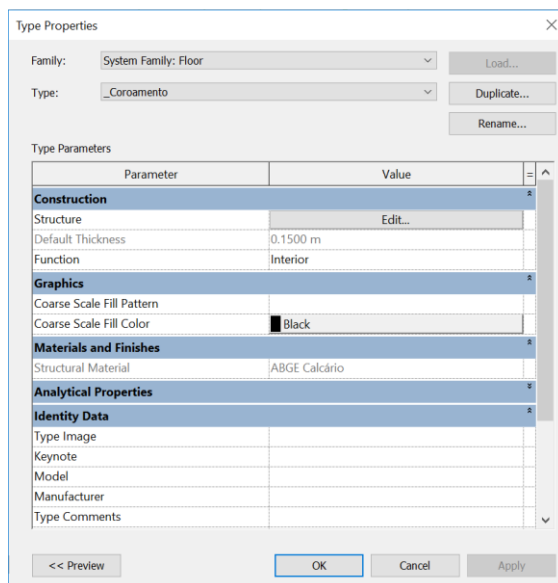 Type Properties
Family: System Family: Floor Load...
Type: _Coroamento Duplicate...
Rename...
Type Parameters
Parameter Value =
Construction
Structure Edit...
Default Thickness 0.1500 m
Function Interior
Graphics
Coarse Scale Fill Pattern
Coarse Scale Fill Color Black
Materials and Finishes
Structural Material ABGE Calcário
Analytical Properties
Identity Data
Type Image
Keynote
Model
Manufacturer
Type Comments
<< Preview OK Cancel Apply